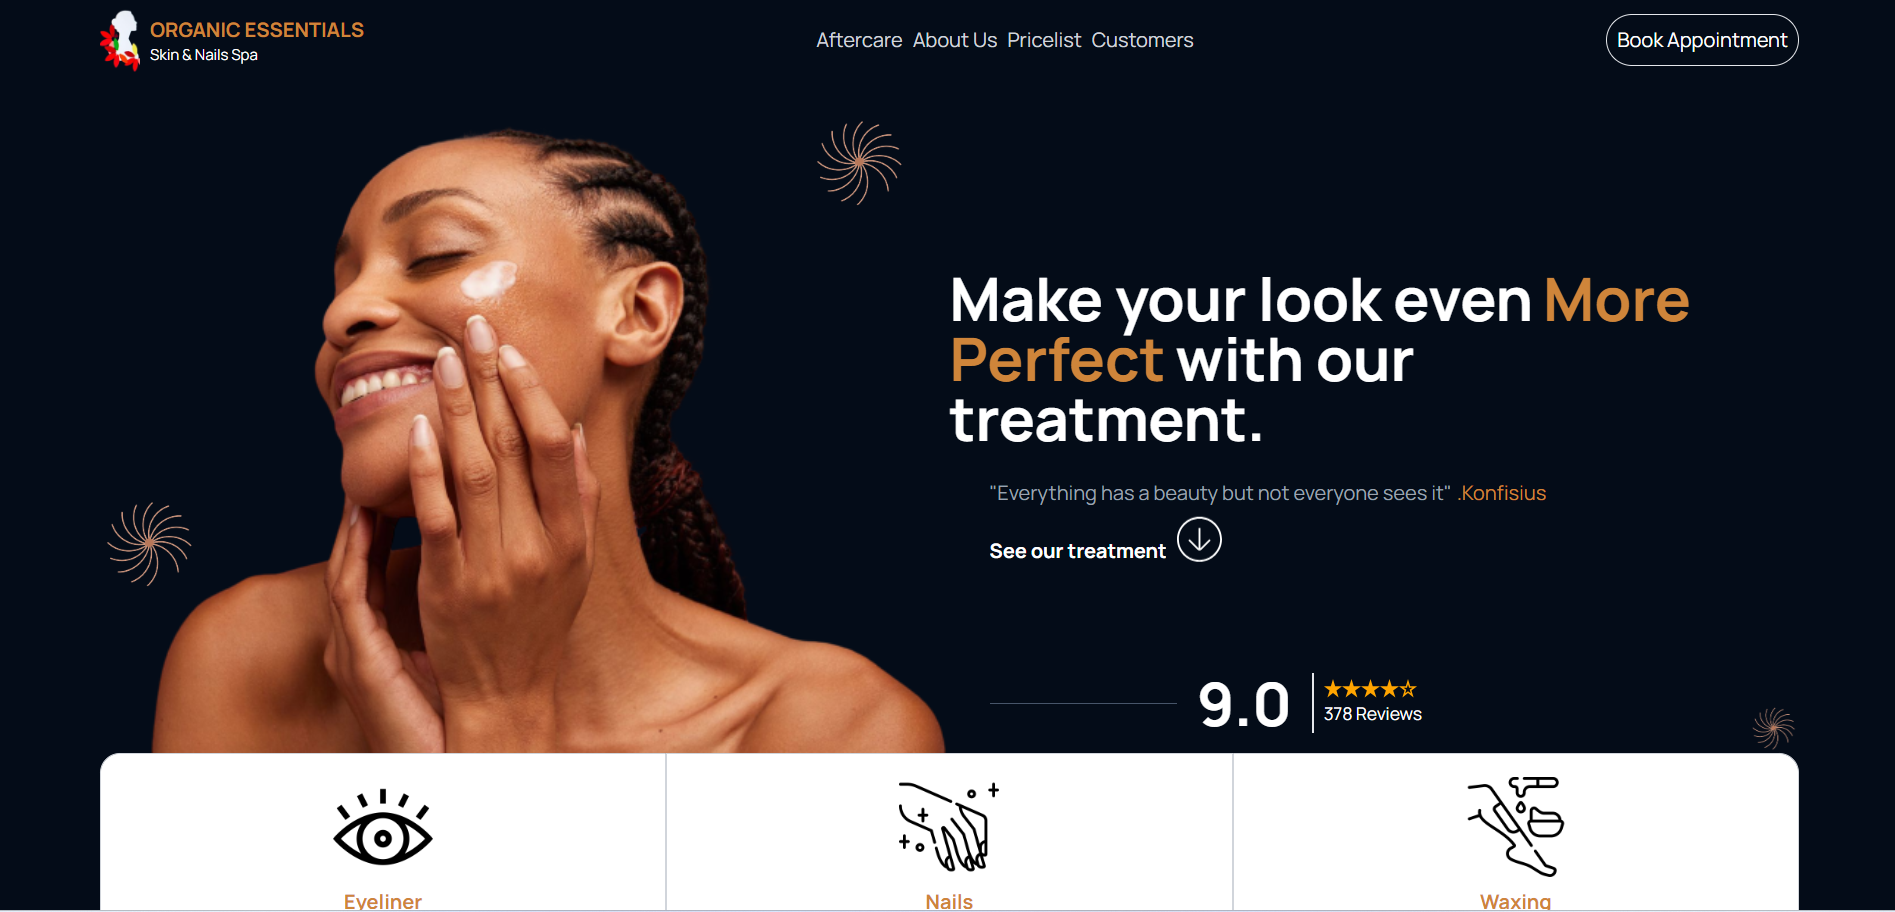 ORGANIC ESSENTIALS
Skin & Nails Spa
Aftercare About Us Pricelist Customers
Book Appointment
Make your look even More
Perfect with our
treatment.
"Everything has a beauty but not everyone sees it" .Konfisius
See our treatment
9.0
378 Reviews
Eyeliner
Nails
Waxing